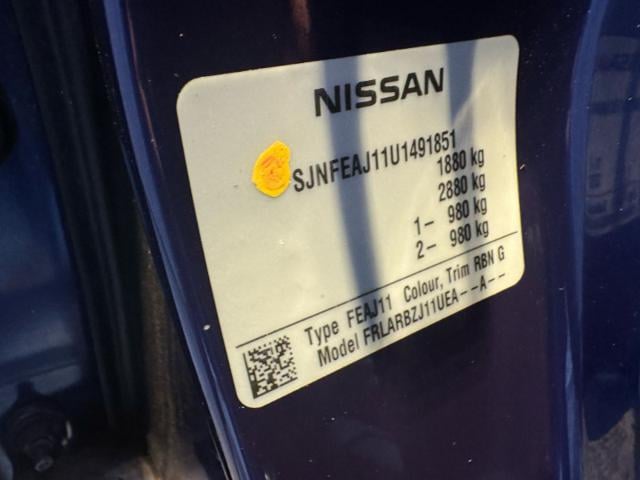 NISSAN
SJNFEAJ11U1491851
1880 kg
2880 kg
1- 980 kg
2- 980 kg
Type FEAJ11 Colour, Trim RBN G
Model FRLARBZJ11UEA--A--